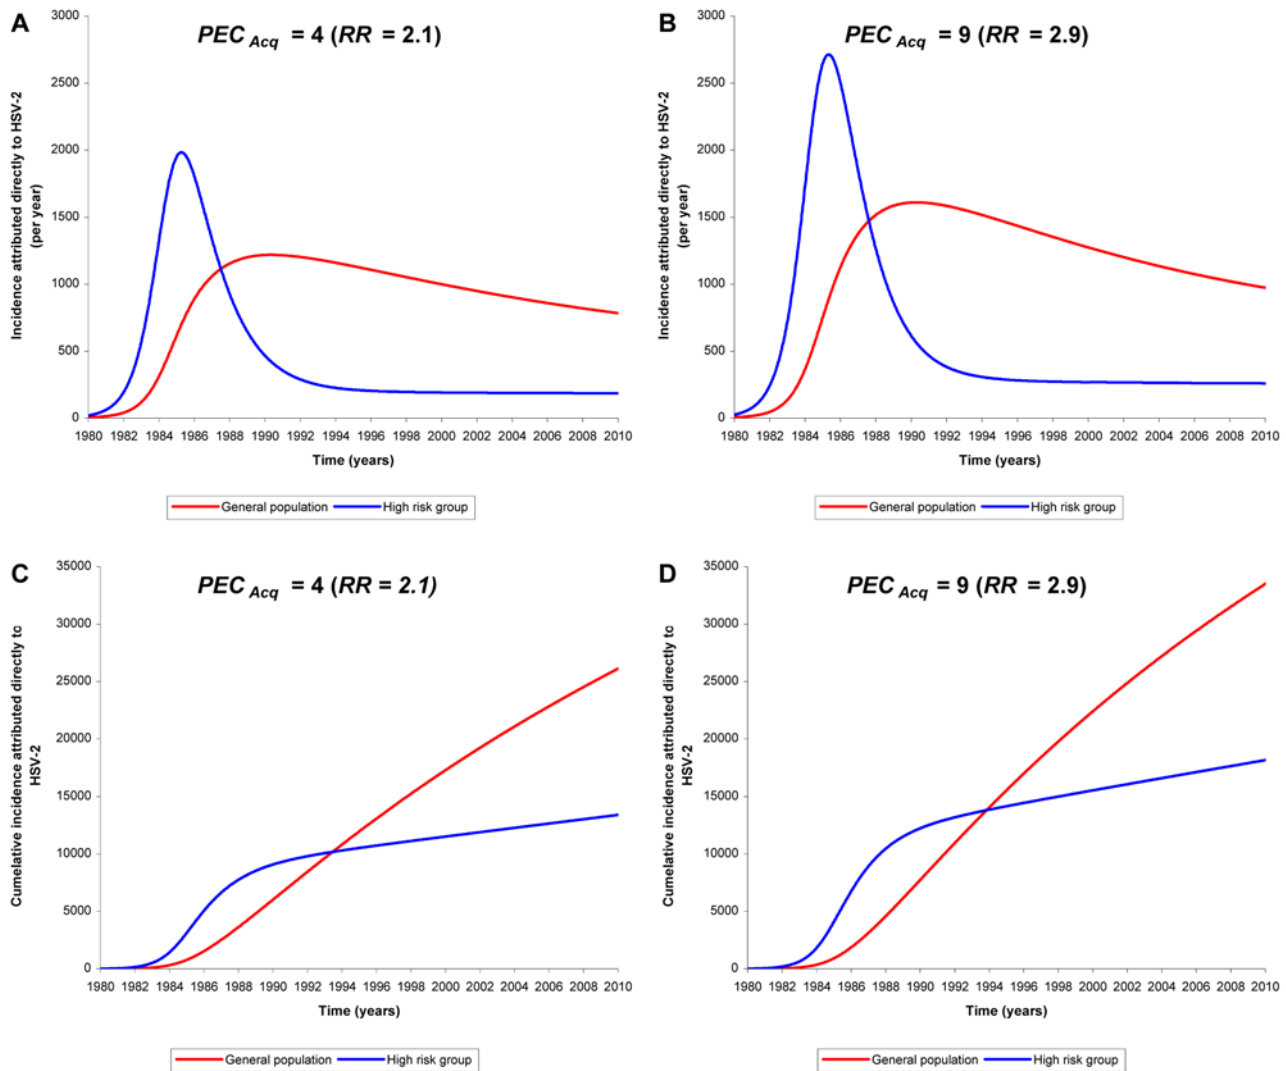 A
PEC Acq = 4 (RR = 2.1)
Incidence attributed directly to HSV-2
(per year)
3000
2500
2000
1500
1000
500
0
1980 1982 1984 1986 1988 1990 1992 1994 1996 1998 2000 2002 2004 2006 2008 2010
Time (years)
General population High risk group
B
PEC Acq = 9 (RR = 2.9)
Incidence attributed directly to HSV-2
(per year)
3000
2500
2000
1500
1000
500
0
1980 1982 1984 1986 1988 1990 1992 1994 1996 1998 2000 2002 2004 2006 2008 2010
Time (years)
General population High risk group
C
PEC Acq = 4 (RR = 2.1)
Cumelative incidence attributed directly to
HSV-2
35000
30000
25000
20000
15000
10000
5000
0
1980 1982 1984 1986 1988 1990 1992 1994 1996 1998 2000 2002 2004 2006 2008 2010
Time (years)
General population High risk group
D
PEC Acq = 9 (RR = 2.9)
Cumelative incidence attributed directly to
HSV-2
35000
30000
25000
20000
15000
10000
5000
0
1980 1982 1984 1986 1988 1990 1992 1994 1996 1998 2000 2002 2004 2006 2008 2010
Time (years)
General population High risk group